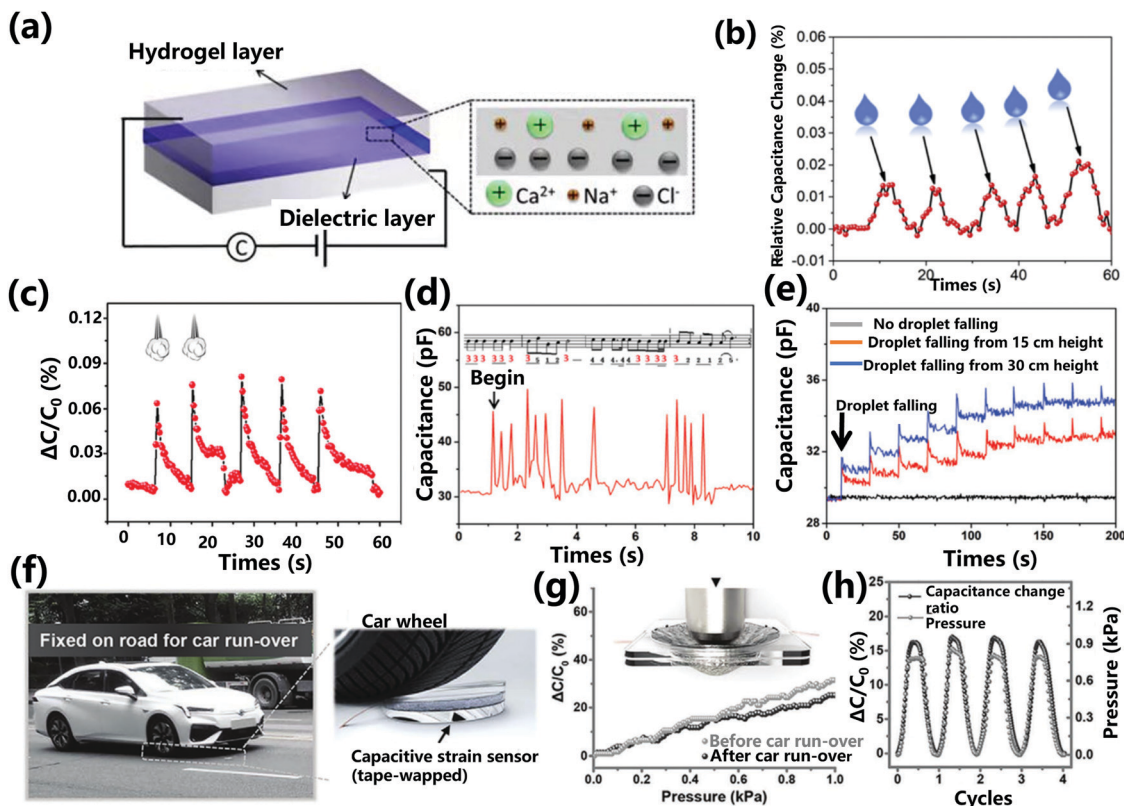 (a)
Hydrogel layer
Dielectric layer
C
Ca²⁺ Na⁺ Cl⁻
(b)
Relative Capacitance Change (%)
0.06
0.05
0.04
0.03
0.02
0.01
0.00
-0.01
0 20 40 60
Times (s)
(c)
ΔC/C₀ (%)
0.12
0.09
0.06
0.03
0.00
0 10 20 30 40 50 60
Times (s)
(d)
Capacitance (pF)
60
50
40
30
Begin
0 2 4 6 8 10
Times (s)
(e)
Capacitance (pF)
36
34
32
30
28
No droplet falling
Droplet falling from 15 cm height
Droplet falling from 30 cm height
Droplet falling
0 50 100 150 200
Times (s)
(f)
Fixed on road for car run-over
Car wheel
Capacitive strain sensor
(tape-wapped)
(g)
ΔC/C₀ (%)
60
40
20
0
Before car run-over
After car run-over
0.0 0.2 0.4 0.6 0.8 1.0
Pressure (kPa)
(h)
ΔC/C₀ (%)
25
20
15
10
5
0
Capacitance change
ratio
Pressure
1.2
0.9
0.6
0.3
0.0
Pressure (kPa)
0 1 2 3 4
Cycles